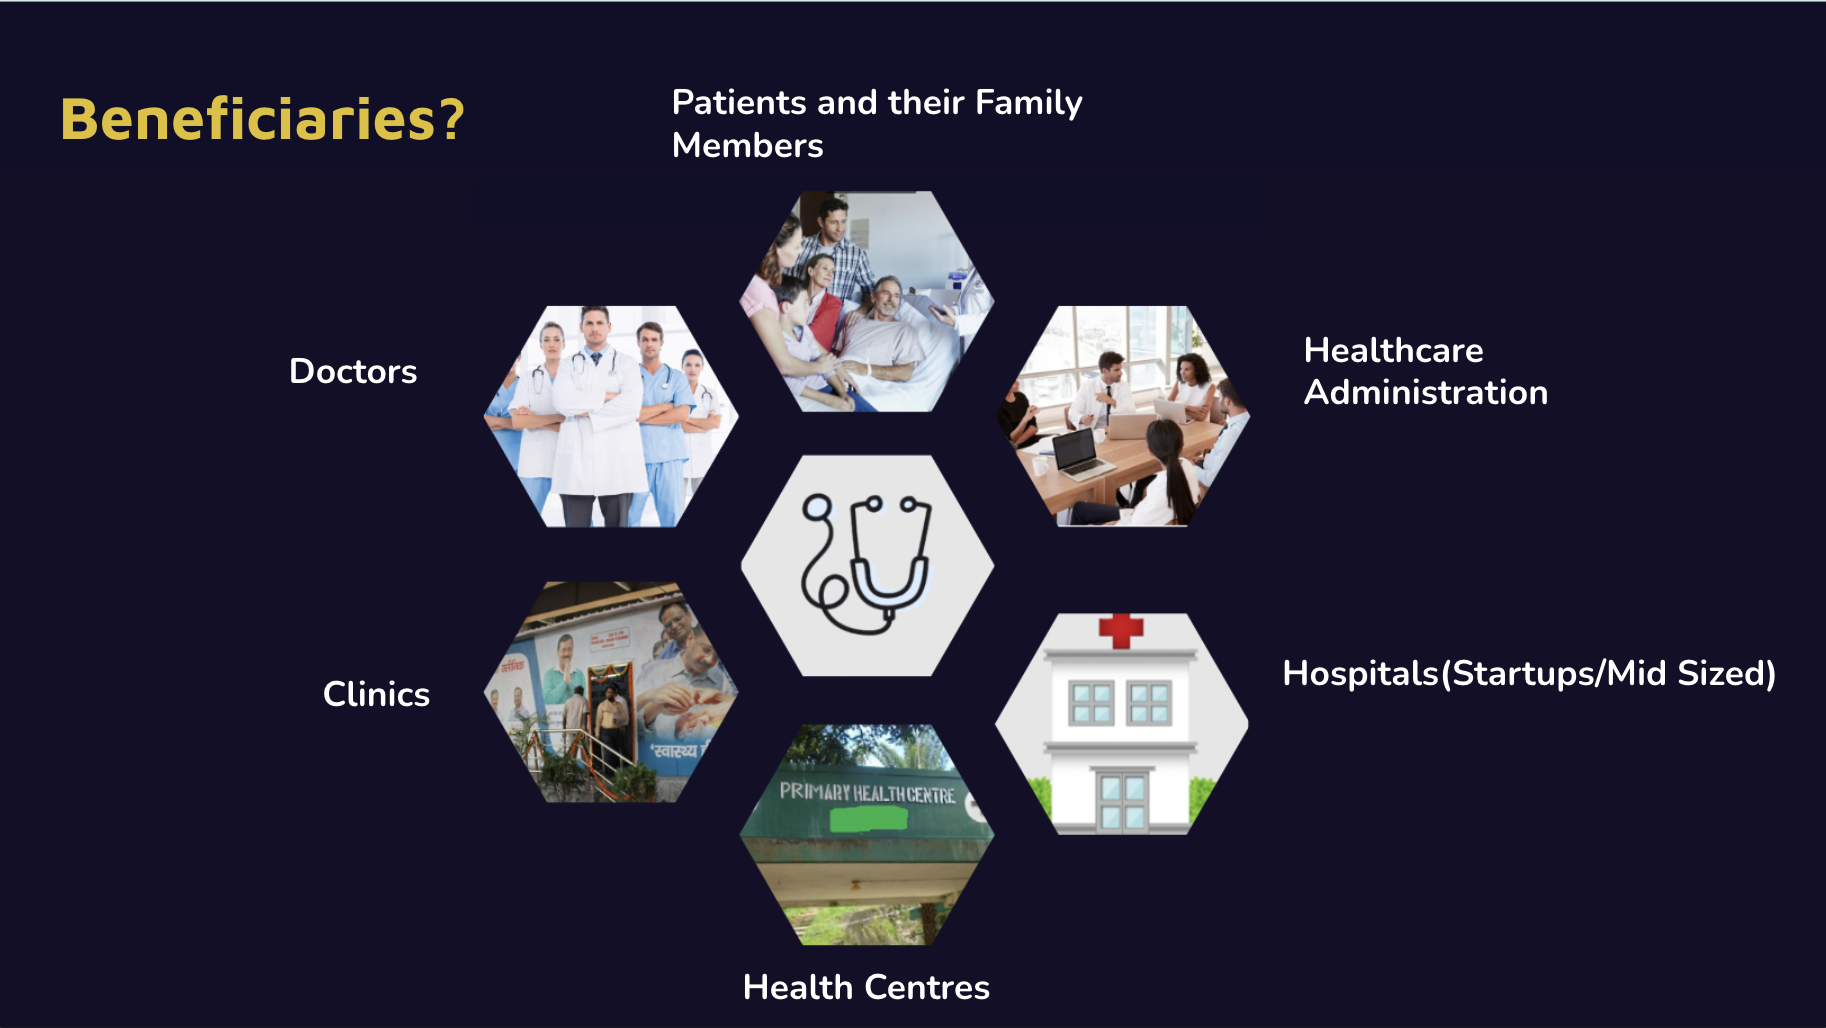 Beneficiaries?
Patients and their Family
Members
Doctors
Healthcare
Administration
Clinics
Hospitals(Startups/Mid Sized)
'स्वास्थ्य
PRIMARY HEALTH CENTRE
Health Centres